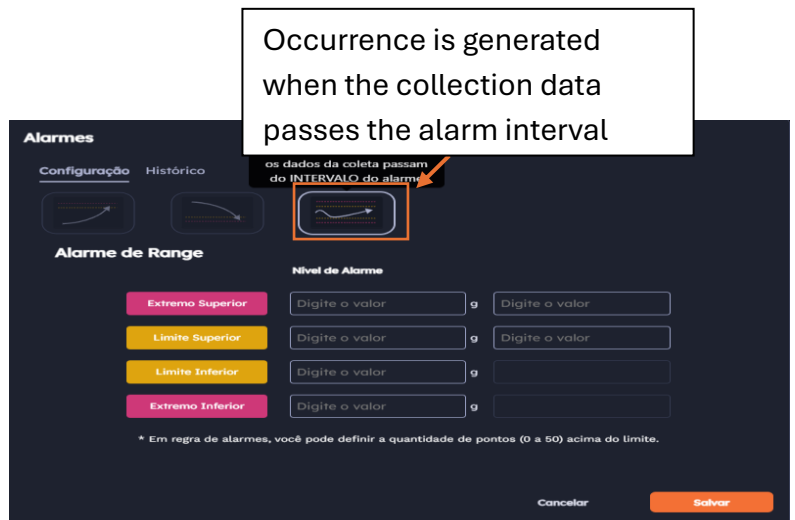 Occurrence is generated
when the collection data
passes the alarm interval
Alarmes
Configuração Histórico
os dados da coleta passam
do INTERVALO do alarme
Alarme de Range
Nível de Alarme
Extremo Superior Digite o valor g Digite o valor
Limite Superior Digite o valor g Digite o valor
Limite Inferior Digite o valor g
Extremo Inferior Digite o valor g
* Em regra de alarmes, você pode definir a quantidade de pontos (0 a 50) acima do limite.
Cancelar Salvar